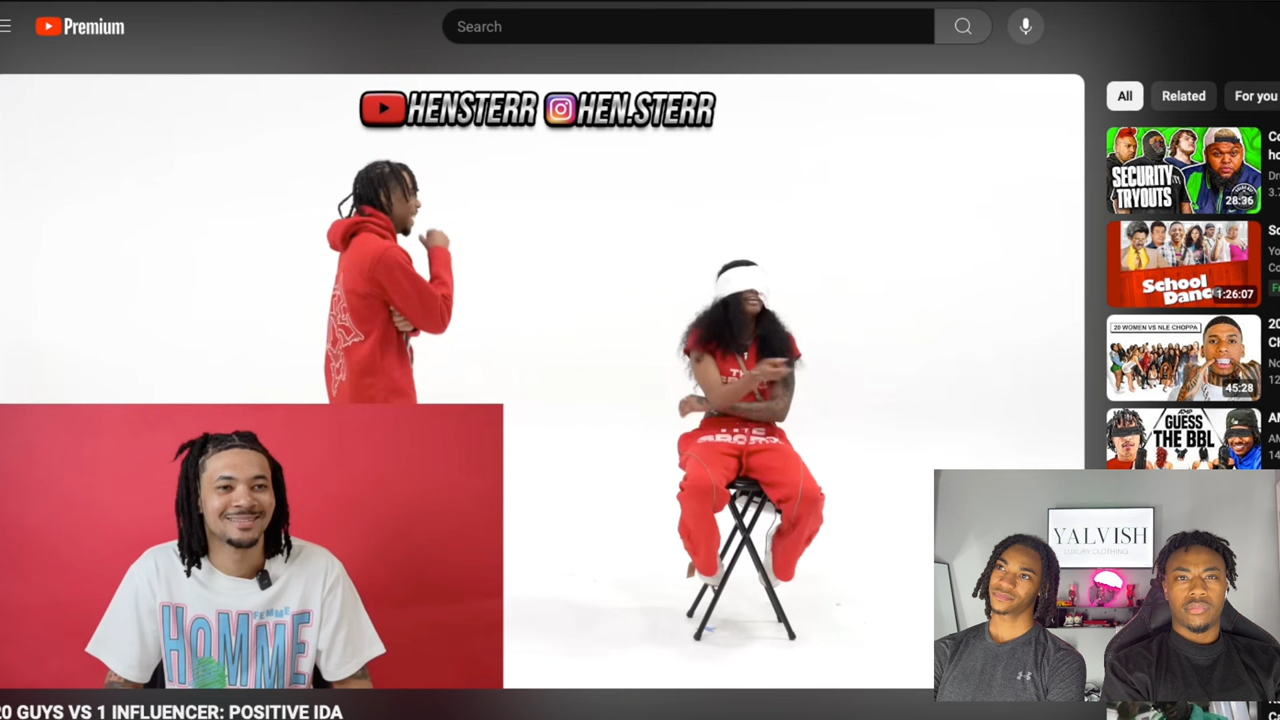 Premium
Search
HENSTERR HEN.STERR
All Related For you
SECURITY
TRYOUTS
28:36
School
Dance
1:26:07
20 WOMEN VS NLE CHOPPA
45:28
AMP
GUESS
THE BBL
FEMME
HOMME
YALVISH
LUXURY CLOTHING
20 GUYS VS 1 INFLUENCER: POSITIVE IDA